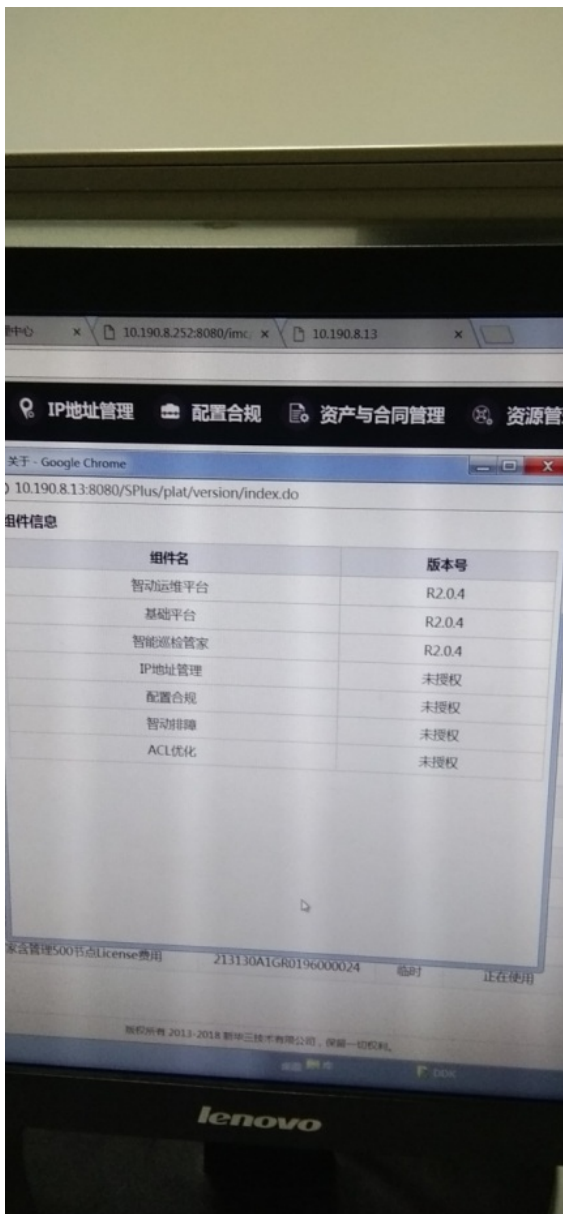 理中心 × 10.190.8.252:8080/imc × 10.190.8.13 ×
IP地址管理 配置合规 资产与合同管理 资源管
关于 - Google Chrome
10.190.8.13:8080/SPlus/plat/version/index.do
组件信息
组件名 版本号
智动运维平台 R2.0.4
基础平台 R2.0.4
智能巡检管家 R2.0.4
IP地址管理 未授权
配置合规 未授权
智动排障 未授权
ACL优化 未授权
家含管理500节点License费用 213130A1GR0196000024 临时 正在使用
版权所有 2013-2018 新华三技术有限公司，保留一切权利。
桌面 库 DDK
lenovo